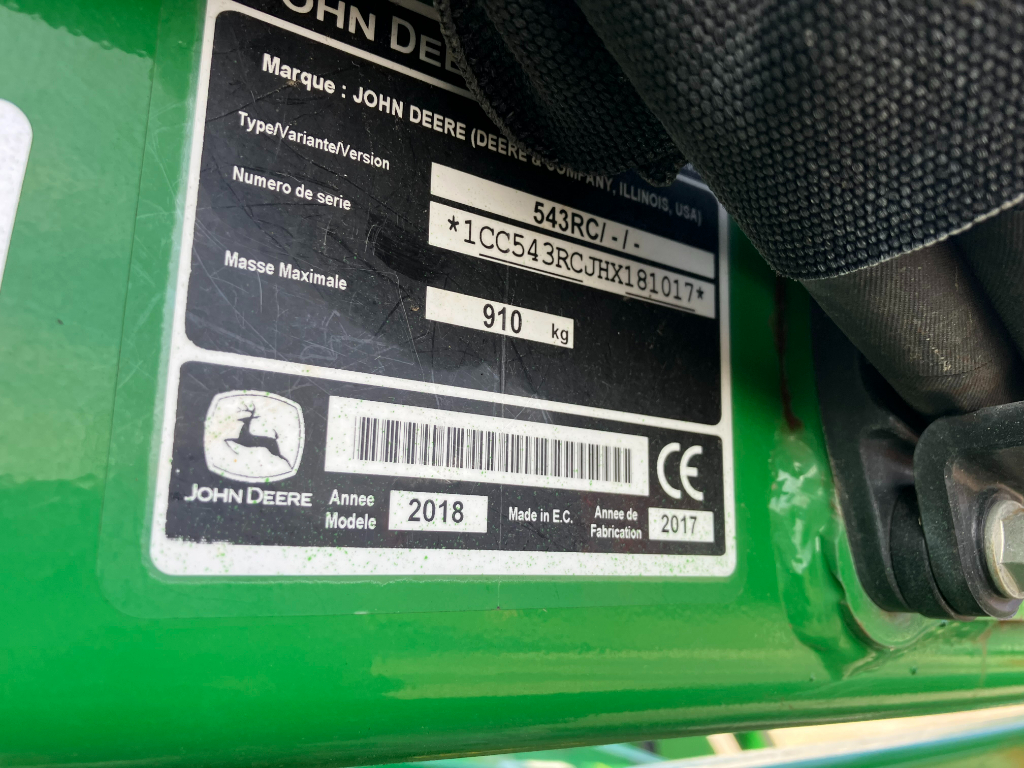 JOHN DEE
Marque : JOHN DEERE (DEERE & COMPANY, ILLINOIS, USA)
Type/Variante/Version 543RC/ - / -
Numero de serie *1CC543RCJHX181017*
Masse Maximale 910 kg
JOHN DEERE
CE
Annee Modele 2018
Made in E.C.
Annee de Fabrication 2017